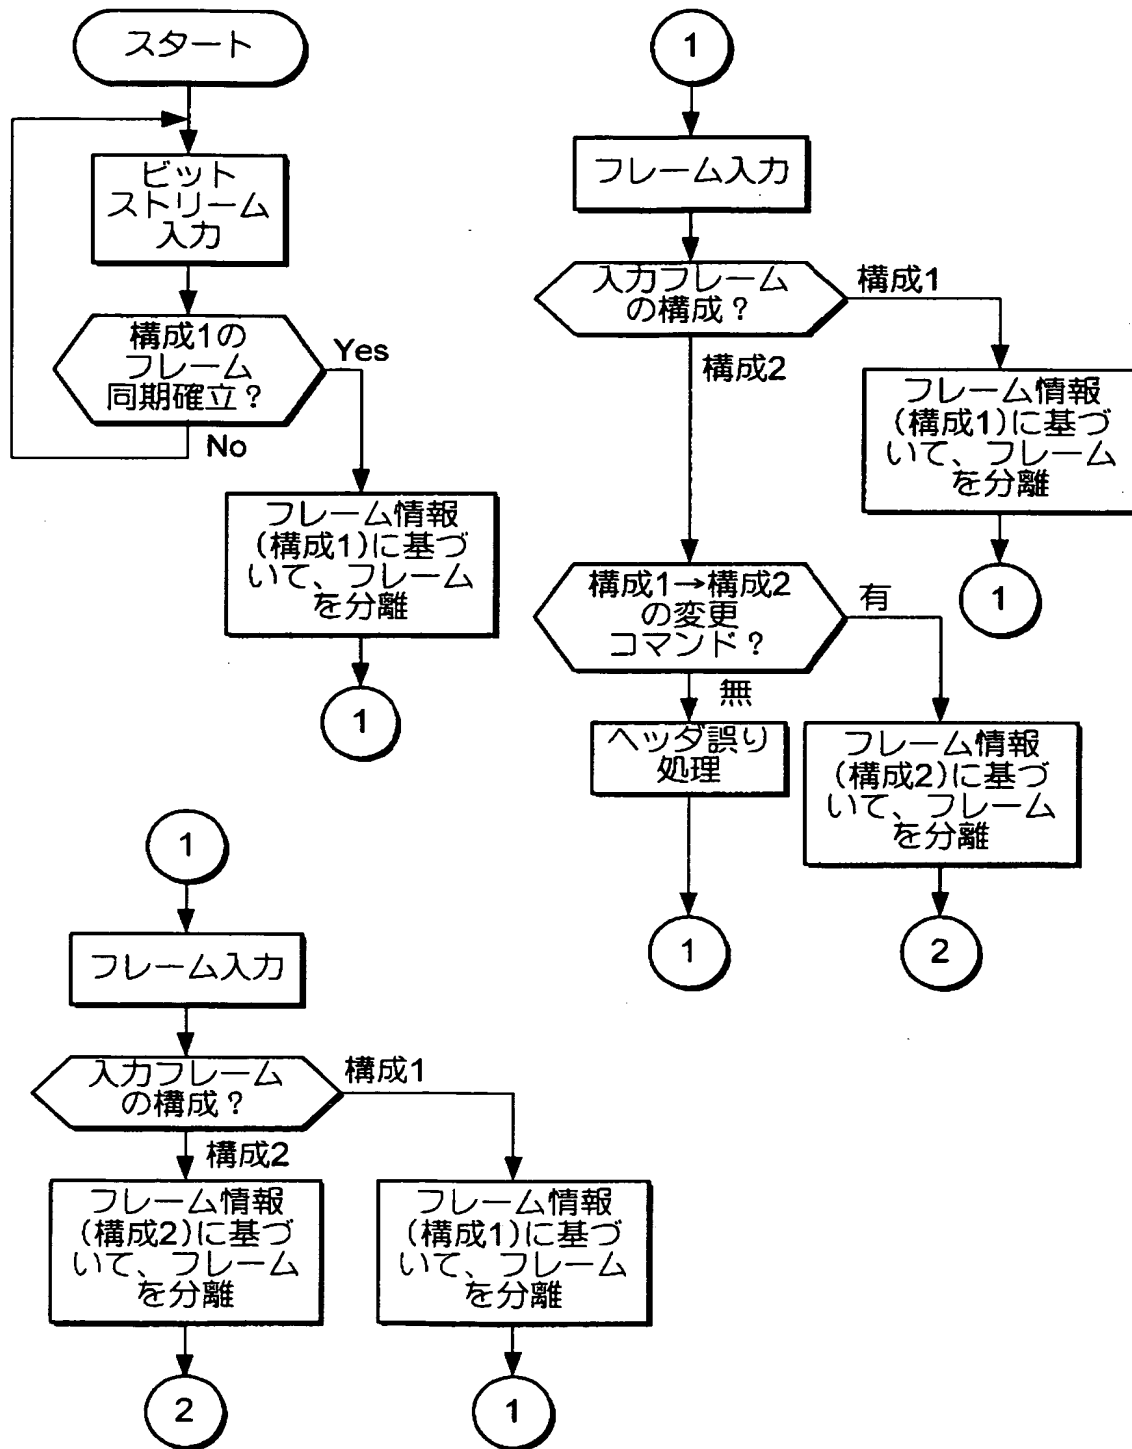 スタート
ビット
ストリーム
入力
構成1の
フレーム
同期確立?
Yes
No
フレーム情報
(構成1)に基づ
いて、フレーム
を分離
1
1
フレーム入力
入力フレーム
の構成?
構成1
構成2
フレーム情報
(構成1)に基づ
いて、フレーム
を分離
1
構成1→構成2
の変更
コマンド?
有
無
ヘッダ誤り
処理
フレーム情報
(構成2)に基づ
いて、フレーム
を分離
1
2
1
フレーム入力
入力フレーム
の構成?
構成1
構成2
フレーム情報
(構成2)に基づ
いて、フレーム
を分離
フレーム情報
(構成1)に基づ
いて、フレーム
を分離
2
1